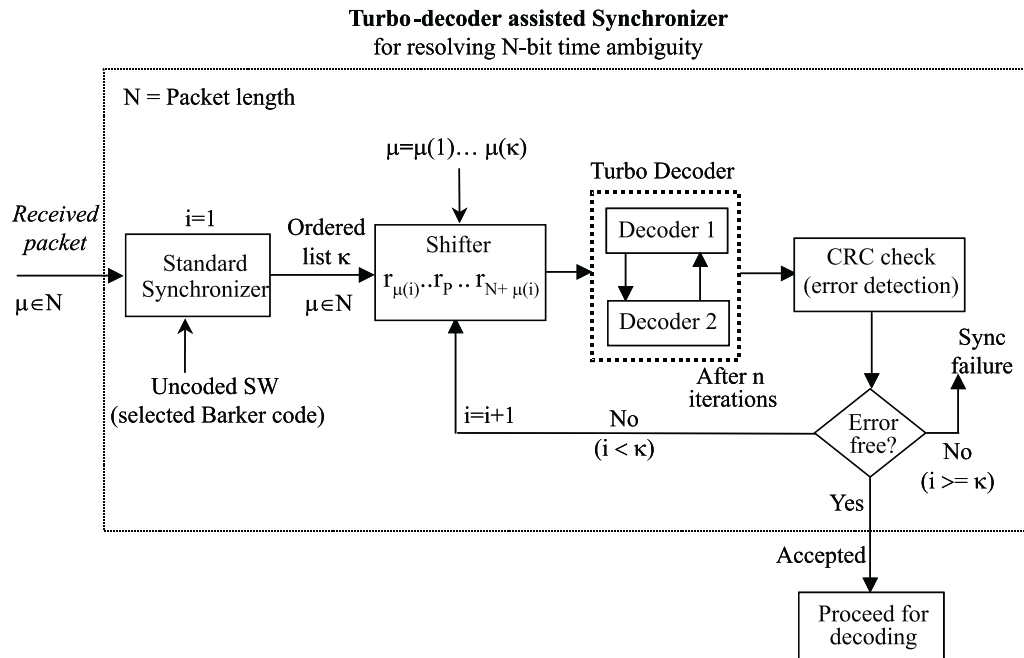 Turbo-decoder assisted Synchronizer
for resolving N-bit time ambiguity
N = Packet length
μ=μ(1)... μ(κ)
Turbo Decoder
Received
packet
μ∈N
i=1
Standard
Synchronizer
Ordered
list κ
μ∈N
Shifter
rμ(i)..rP .. rN+ μ(i)
Decoder 1
Decoder 2
CRC check
(error detection)
Uncoded SW
(selected Barker code)
After n
iterations
Sync
failure
i=i+1
No
(i < κ)
Error
free?
No
(i >= κ)
Yes
Accepted
Proceed for
decoding